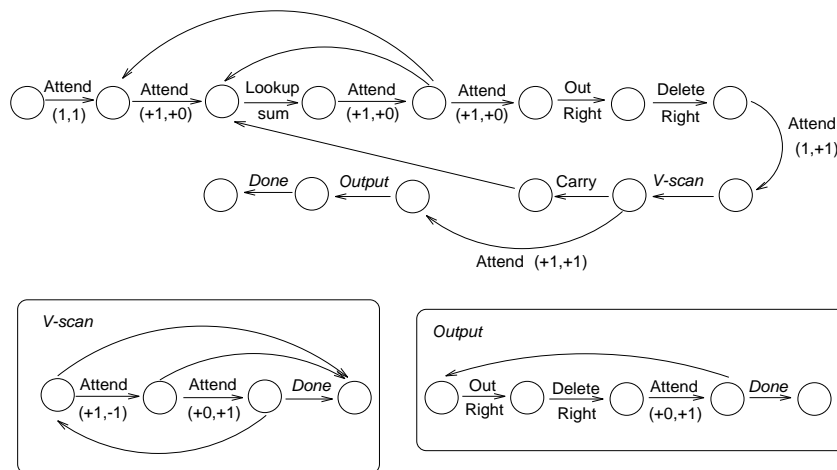 Attend
(1,1)
Attend
(+1,+0)
Lookup
sum
Attend
(+1,+0)
Attend
(+1,+0)
Out
Right
Delete
Right
Attend
(1,+1)
Done
Output
Carry
V-scan
Attend (+1,+1)
V-scan
Attend
(+1,-1)
Attend
(+0,+1)
Done
Output
Out
Right
Delete
Right
Attend
(+0,+1)
Done